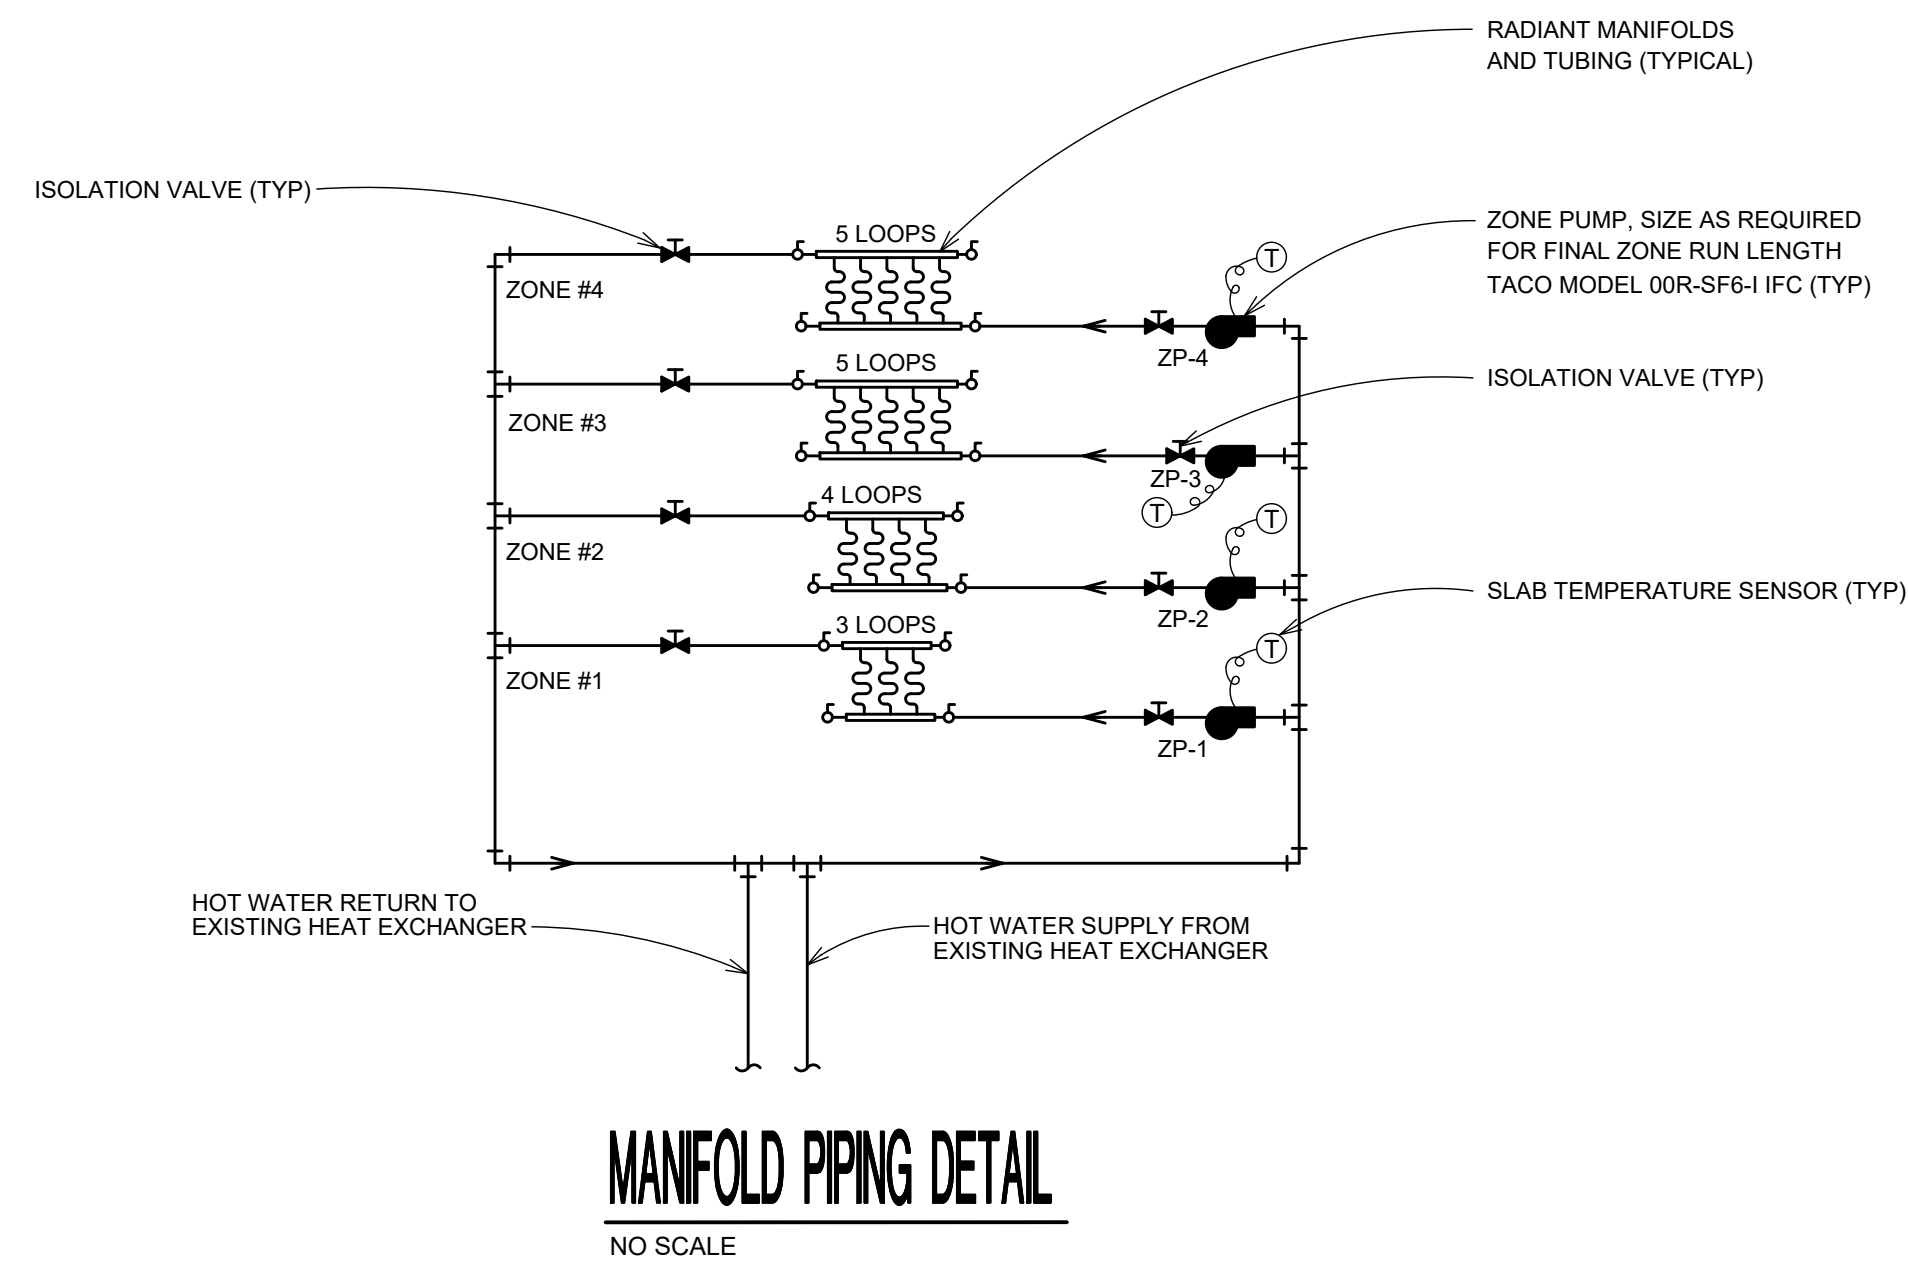 RADIANT MANIFOLDS
AND TUBING (TYPICAL)
ISOLATION VALVE (TYP)
5 LOOPS
ZONE PUMP, SIZE AS REQUIRED
FOR FINAL ZONE RUN LENGTH
TACO MODEL 00R-SF6-I IFC (TYP)
T
ZONE #4
ZP-4
5 LOOPS
ISOLATION VALVE (TYP)
ZONE #3
ZP-3
T
4 LOOPS
T
ZONE #2
ZP-2
SLAB TEMPERATURE SENSOR (TYP)
3 LOOPS
T
ZONE #1
ZP-1
HOT WATER RETURN TO
EXISTING HEAT EXCHANGER
HOT WATER SUPPLY FROM
EXISTING HEAT EXCHANGER
MANIFOLD PIPING DETAIL
NO SCALE